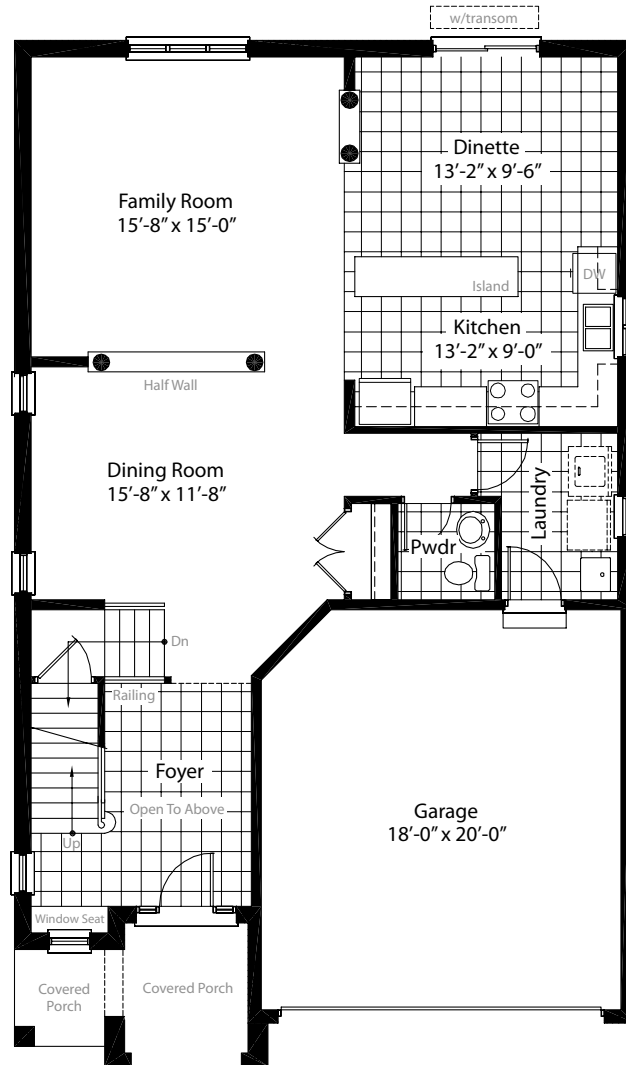 w/transom
Dinette
13’-2” x 9’-6”
Family Room
15’-8” x 15’-0”
DW
Island
Kitchen
13’-2” x 9’-0”
Half Wall
Dining Room
15’-8” x 11’-8”
Laundry
Pwdr
Dn
Railing
Foyer
Open To Above
Garage
18’-0” x 20’-0”
Up
Window Seat
Covered
Porch
Covered Porch